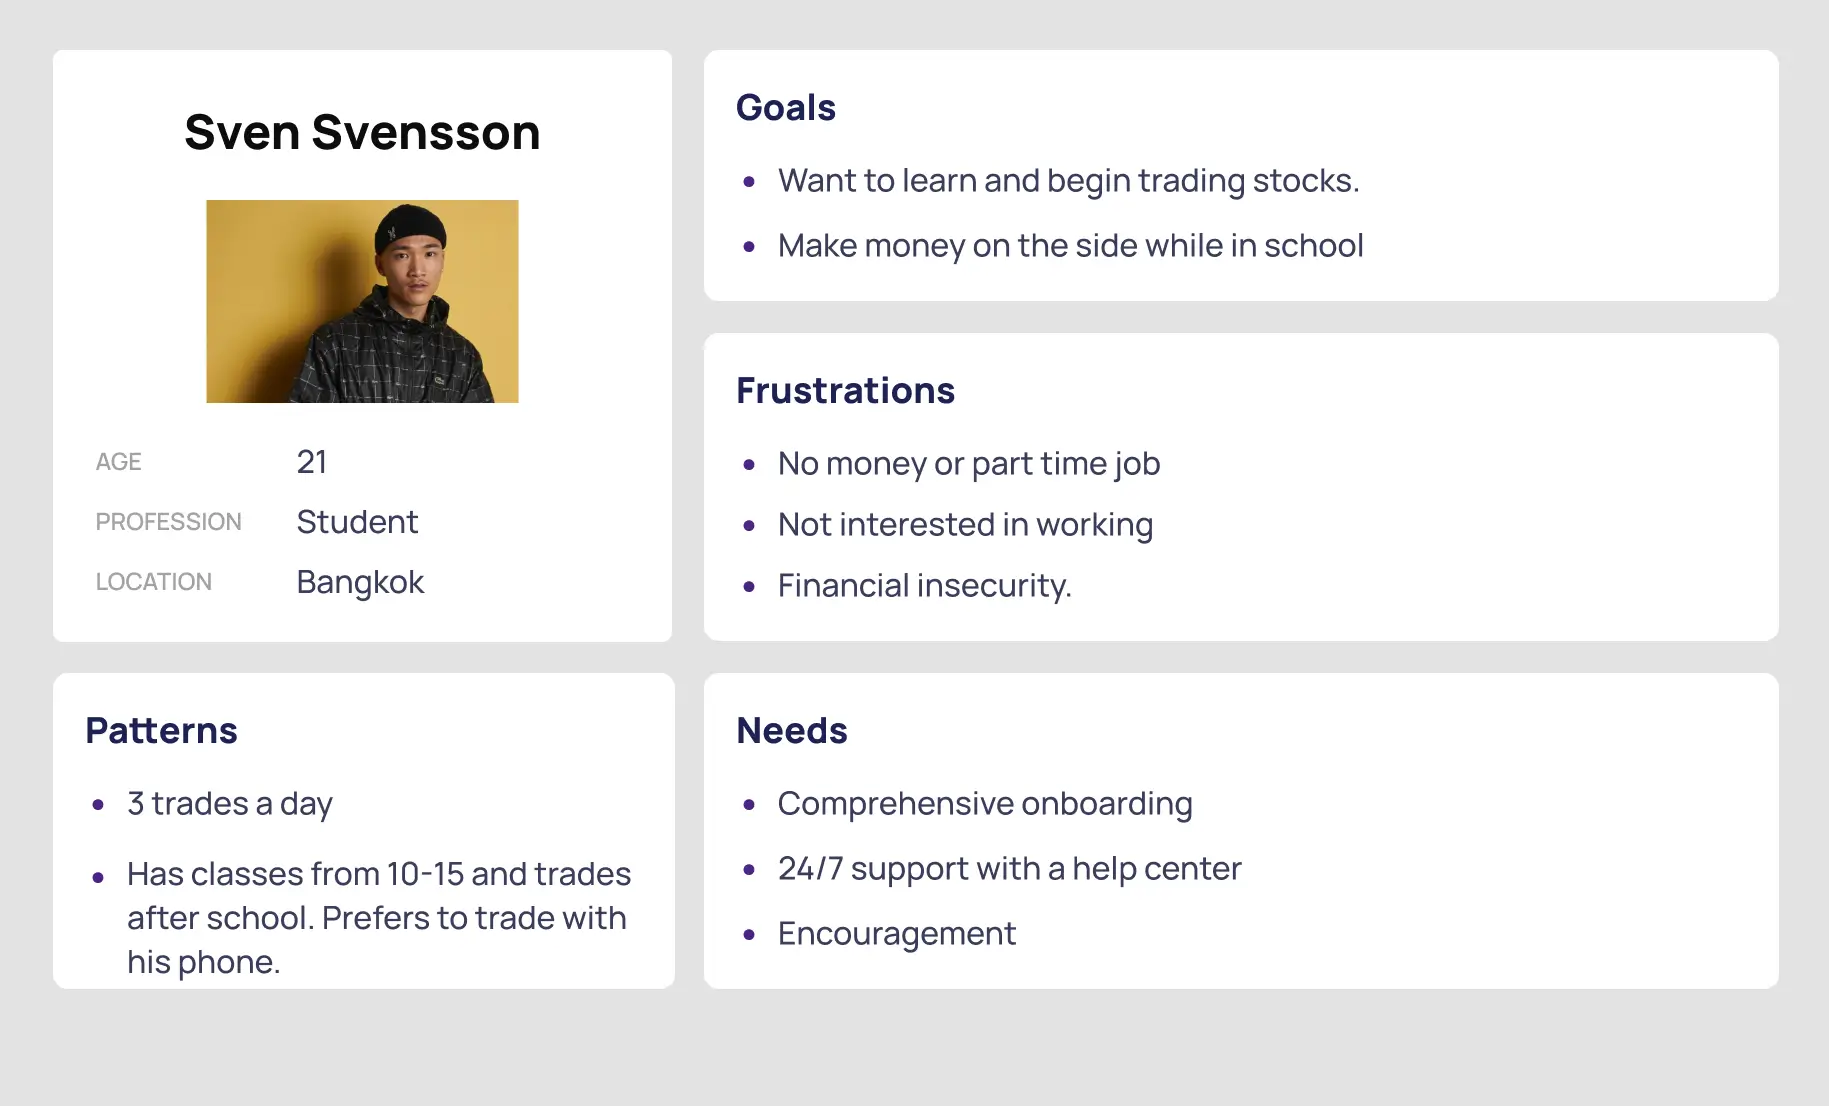 Sven Svensson
AGE 21
PROFESSION Student
LOCATION Bangkok
Goals
Want to learn and begin trading stocks.
Make money on the side while in school
Frustrations
No money or part time job
Not interested in working
Financial insecurity.
Patterns
3 trades a day
Has classes from 10-15 and trades
after school. Prefers to trade with
his phone.
Needs
Comprehensive onboarding
24/7 support with a help center
Encouragement